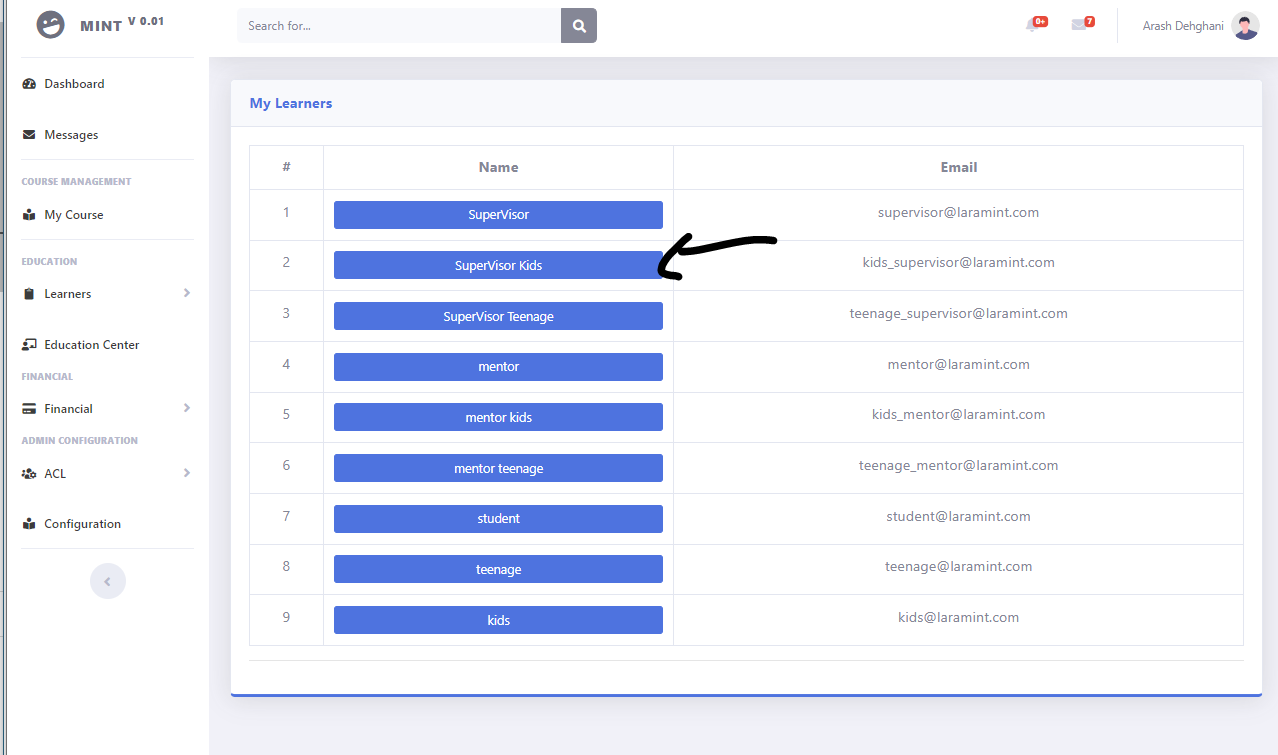 MINT V 0.01
Search for...
0+
7
Arash Dehghani
Dashboard
Messages
COURSE MANAGEMENT
My Course
EDUCATION
Learners
Education Center
FINANCIAL
Financial
ADMIN CONFIGURATION
ACL
Configuration
My Learners
# Name Email
1 SuperVisor supervisor@laramint.com
2 SuperVisor Kids kids_supervisor@laramint.com
3 SuperVisor Teenage teenage_supervisor@laramint.com
4 mentor mentor@laramint.com
5 mentor kids kids_mentor@laramint.com
6 mentor teenage teenage_mentor@laramint.com
7 student student@laramint.com
8 teenage teenage@laramint.com
9 kids kids@laramint.com